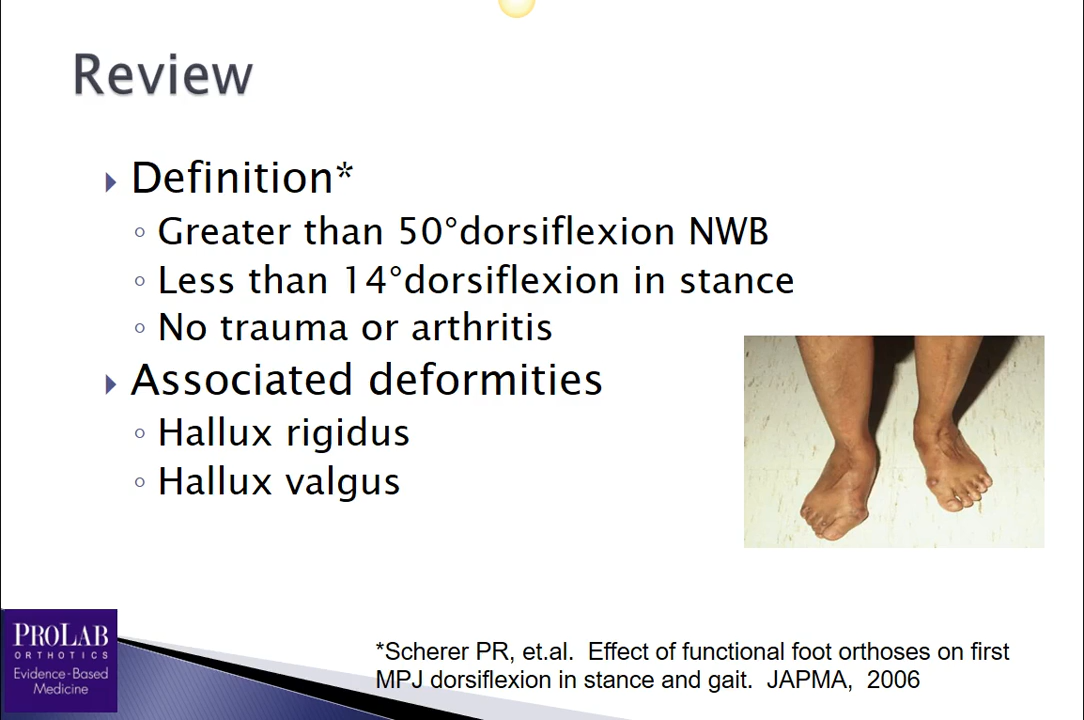 Review
Definition*
Greater than 50°dorsiflexion NWB
Less than 14°dorsiflexion in stance
No trauma or arthritis
Associated deformities
Hallux rigidus
Hallux valgus
PROLAB
ORTHOTICS
Evidence-Based
Medicine
*Scherer PR, et.al.  Effect of functional foot orthoses on first
MPJ dorsiflexion in stance and gait.  JAPMA,  2006